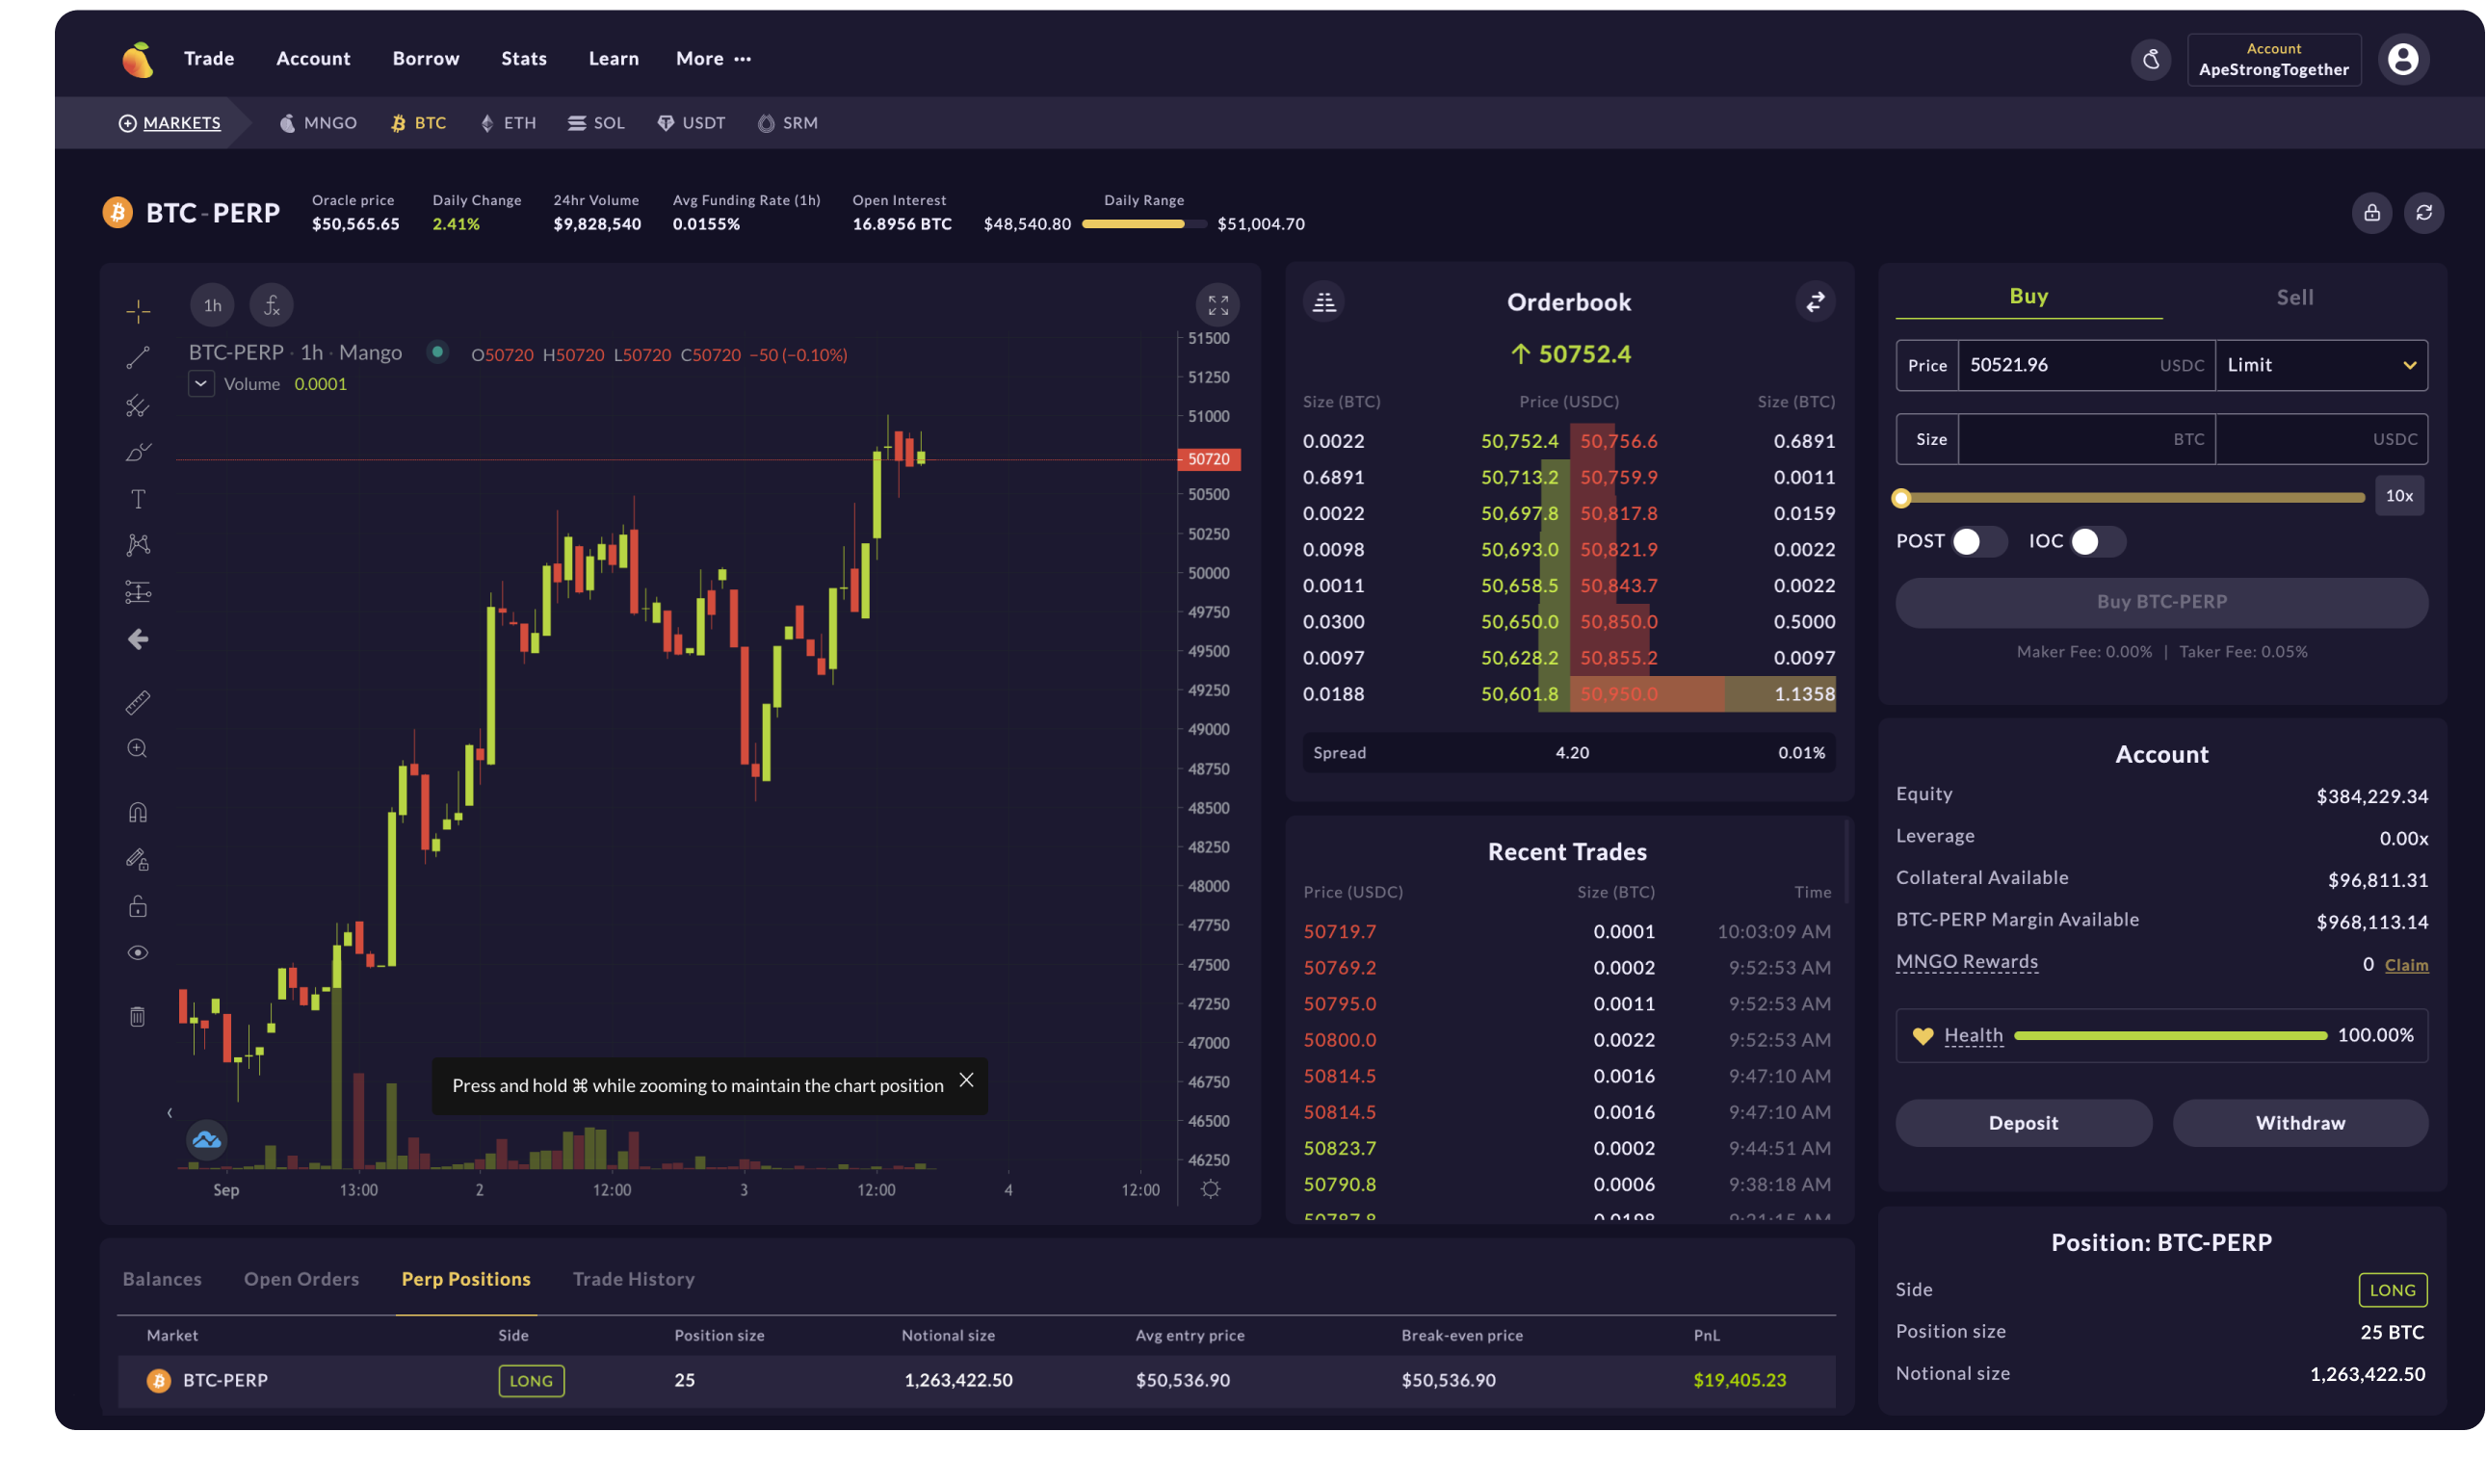 Trade Account Borrow Stats Learn More ···
Account
ApeStrongTogether
MARKETS MNGO BTC ETH SOL USDT SRM
BTC-PERP
Oracle price Daily Change 24hr Volume Avg Funding Rate (1h) Open Interest Daily Range
$50,565.65 2.41% $9,828,540 0.0155% 16.8956 BTC $48,540.80 $51,004.70
1h fx
BTC-PERP · 1h · Mango O50720 H50720 L50720 C50720 −50 (−0.10%)
Volume 0.0001
51500
51250
51000
50720
50500
50250
50000
49750
49500
49250
49000
48750
48500
48250
48000
47750
47500
47250
47000
46750
46500
46250
Press and hold ⌘ while zooming to maintain the chart position
Sep 13:00 2 12:00 3 12:00 4 12:00
Orderbook
↑ 50752.4
Size (BTC) Price (USDC) Size (BTC)
0.0022 50,752.4 50,756.6 0.6891
0.6891 50,713.2 50,759.9 0.0011
0.0022 50,697.8 50,817.8 0.0159
0.0098 50,693.0 50,821.9 0.0022
0.0011 50,658.5 50,843.7 0.0022
0.0300 50,650.0 50,850.0 0.5000
0.0097 50,628.2 50,855.2 0.0097
0.0188 50,601.8 50,950.0 1.1358
Spread 4.20 0.01%
Recent Trades
Price (USDC) Size (BTC) Time
50719.7 0.0001 10:03:09 AM
50769.2 0.0002 9:52:53 AM
50795.0 0.0011 9:52:53 AM
50800.0 0.0022 9:52:53 AM
50814.5 0.0016 9:47:10 AM
50814.5 0.0016 9:47:10 AM
50823.7 0.0002 9:44:51 AM
50790.8 0.0006 9:38:18 AM
Buy Sell
Price 50521.96 USDC Limit
Size BTC USDC
10x
POST IOC
Buy BTC-PERP
Maker Fee: 0.00% | Taker Fee: 0.05%
Account
Equity $384,229.34
Leverage 0.00x
Collateral Available $96,811.31
BTC-PERP Margin Available $968,113.14
MNGO Rewards 0 Claim
Health 100.00%
Deposit Withdraw
Position: BTC-PERP
Side LONG
Position size 25 BTC
Notional size 1,263,422.50
Balances Open Orders Perp Positions Trade History
Market Side Position size Notional size Avg entry price Break-even price PnL
BTC-PERP LONG 25 1,263,422.50 $50,536.90 $50,536.90 $19,405.23